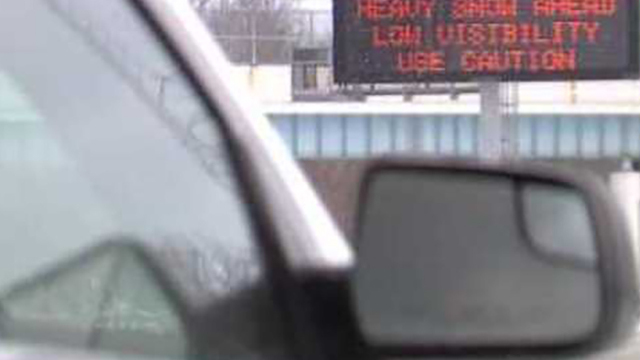 HEAVY SNOW AHEAD
LOW VISIBILITY
USE CAUTION